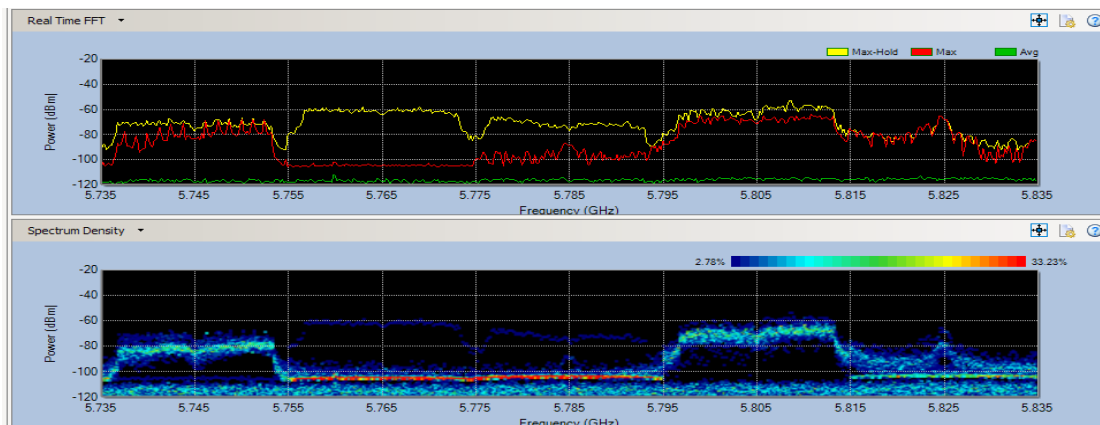 Real Time FFT
Max-Hold Max Avg
-20
-40
-60
-80
-100
-120
Power [dBm]
5.735 5.745 5.755 5.765 5.775 5.785 5.795 5.805 5.815 5.825 5.835
Frequency (GHz)
Spectrum Density
2.78% 33.23%
-20
-40
-60
-80
-100
-120
Power [dBm]
5.735 5.745 5.755 5.765 5.775 5.785 5.795 5.805 5.815 5.825 5.835
Frequency (GHz)